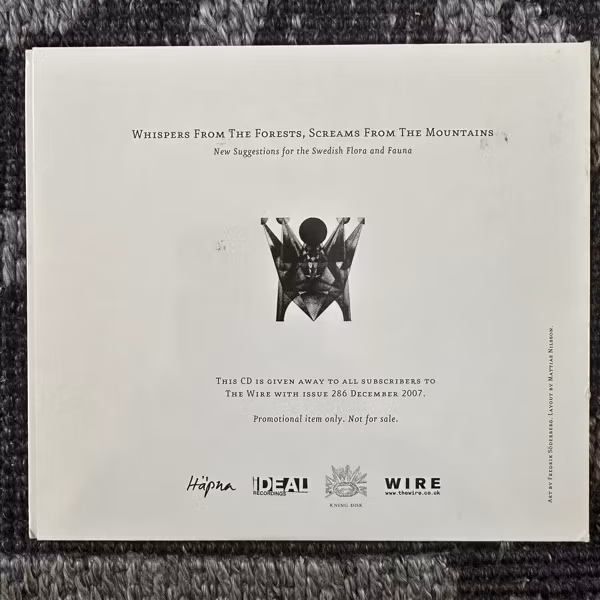 Whispers From The Forests, Screams From The Mountains
New Suggestions for the Swedish Flora and Fauna
This CD is given away to all subscribers to
The Wire with issue 286 December 2007.
Promotional item only. Not for sale.
Art by Fredrik Söderberg. Layout by Mattias Nilsson.
Häpna
iDEAL
RECORDINGS
Kning Disk
WIRE
www.thewire.co.uk